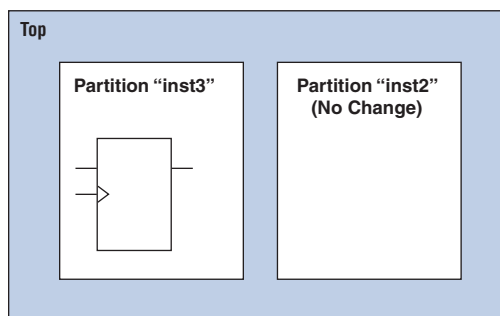 Top
Partition “inst3”
Partition “inst2”
(No Change)